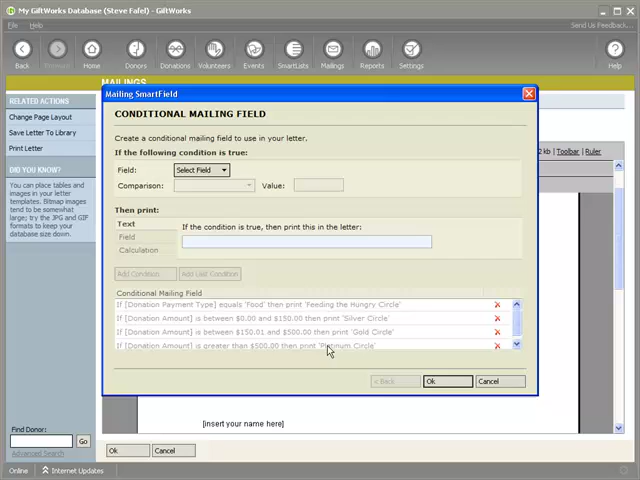 My GiftWorks Database (Steve Fafel) - GiftWorks
File Help
Send Us Feedback...
Back
Forward
Home
Donors
Donations
Volunteers
Events
SmartLists
Mailings
Reports
Settings
Help
MAILINGS
RELATED ACTIONS
Change Page Layout
Save Letter To Library
Print Letter
DID YOU KNOW?
You can place tables and
images in your letter
templates. Bitmap images
tend to be somewhat
large; try the JPG and GIF
formats to keep your
database size down.
Find Donor:
Go
Advanced Search
2 kb | Toolbar | Ruler
Mailing SmartField
CONDITIONAL MAILING FIELD
Create a conditional mailing field to use in your letter.
If the following condition is true:
Field: Select Field
Comparison: Value:
Then print:
Text
Field
Calculation
If the condition is true, then print this in the letter:
Add Condition Add Last Condition
Conditional Mailing Field
If [Donation Payment Type] equals 'Food' then print 'Feeding the Hungry Circle'
If [Donation Amount] is between $0.00 and $150.00 then print 'Silver Circle'
If [Donation Amount] is between $150.01 and $500.00 then print 'Gold Circle'
If [Donation Amount] is greater than $500.00 then print 'Platinum Circle'
< Back Ok Cancel
[insert your name here]
Ok Cancel
Online Internet Updates